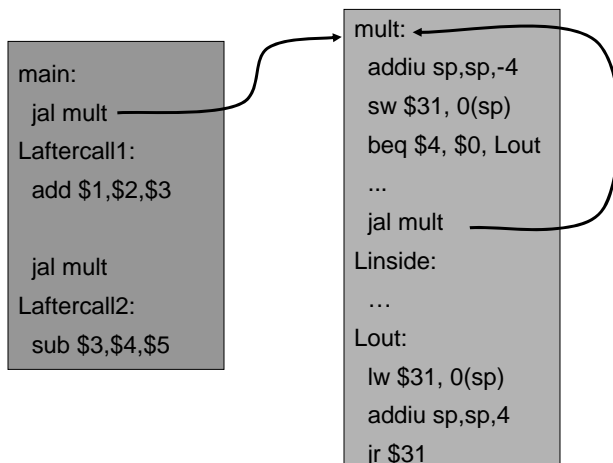 main:
jal mult
Laftercall1:
add $1,$2,$3
jal mult
Laftercall2:
sub $3,$4,$5
mult:
addiu sp,sp,-4
sw $31, 0(sp)
beq $4, $0, Lout
...
jal mult
Linside:
…
Lout:
lw $31, 0(sp)
addiu sp,sp,4
jr $31